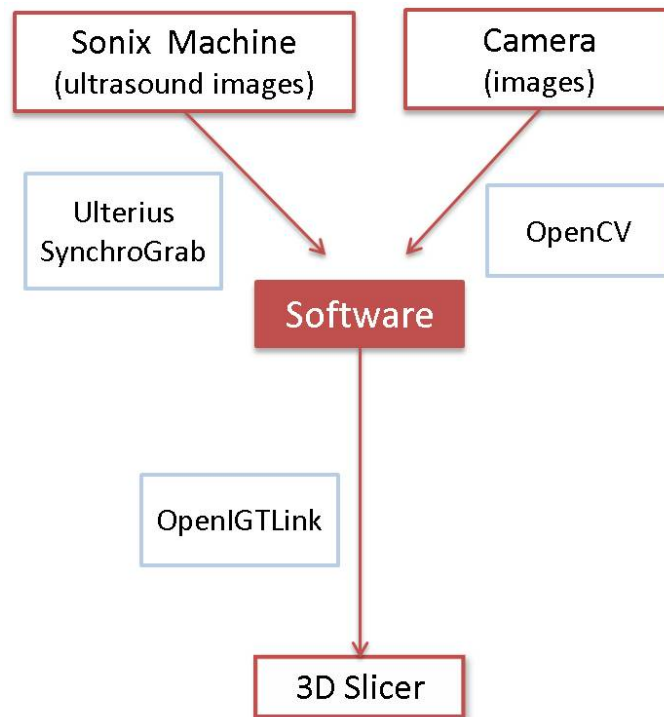 Sonix Machine
(ultrasound images)
Camera
(images)
Ulterius
SynchroGrab
OpenCV
Software
OpenIGTLink
3D Slicer